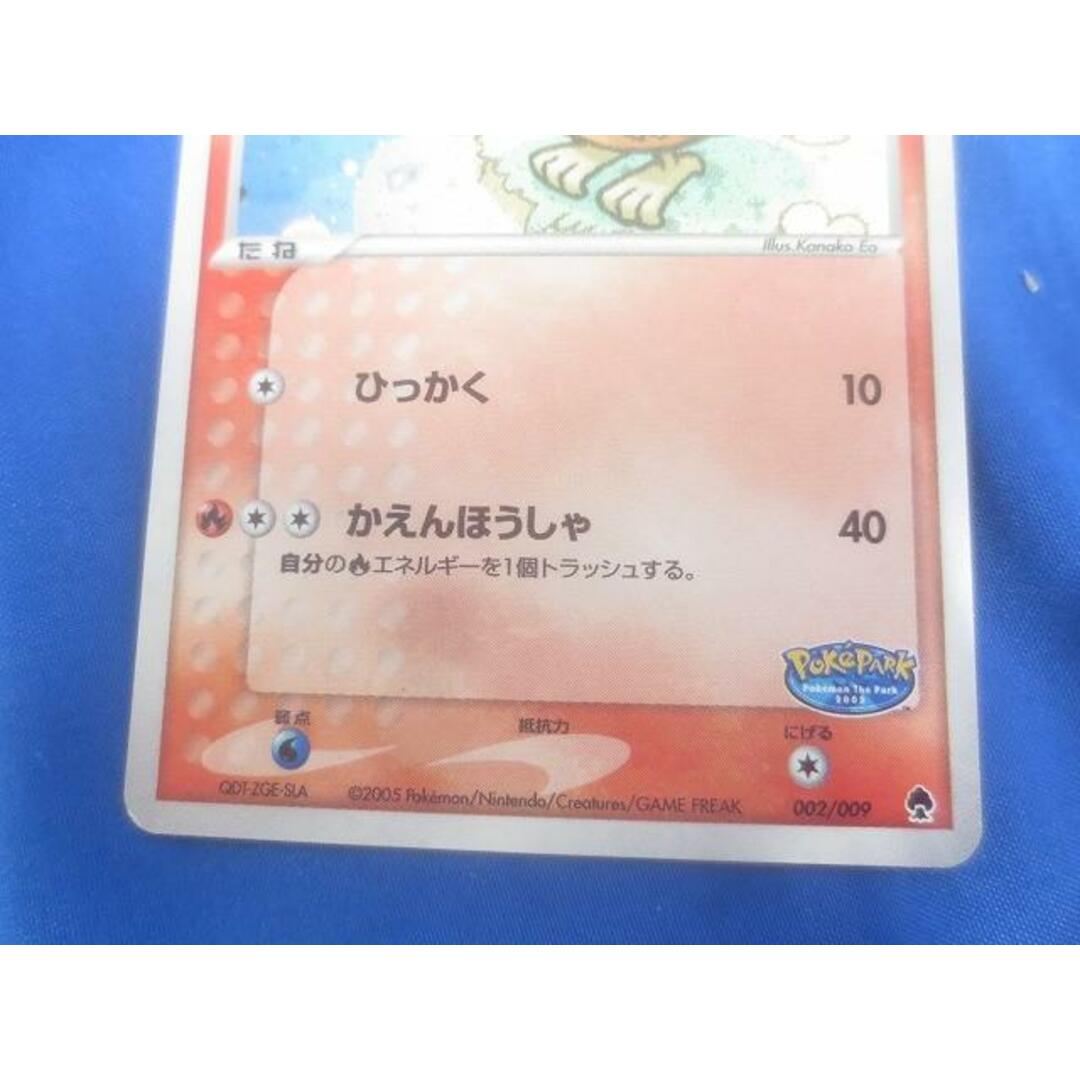 たね
Illus. Kanako Eo
ひっかく 10
かえんほうしゃ 40
自分の エネルギーを1個トラッシュする。
POKéPARK
Pokémon The Park
2005
弱点 抵抗力 にげる
QDT-ZGE-SLA ©2005 Pokémon/Nintendo/Creatures/GAME FREAK 002/009